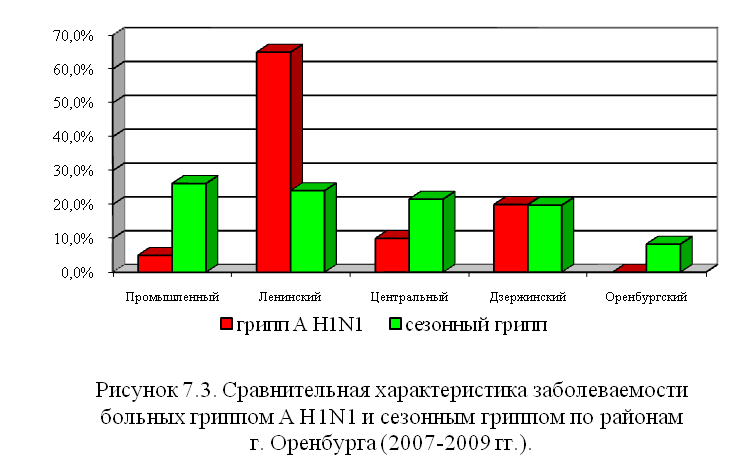 70,0%
60,0%
50,0%
40,0%
30,0%
20,0%
10,0%
0,0%
Промышленный Ленинский Центральный Дзержинский Оренбургский
грипп А H1N1 сезонный грипп
Рисунок 7.3. Сравнительная характеристика заболеваемости
больных гриппом А H1N1 и сезонным гриппом по районам
г. Оренбурга (2007-2009 гг.).